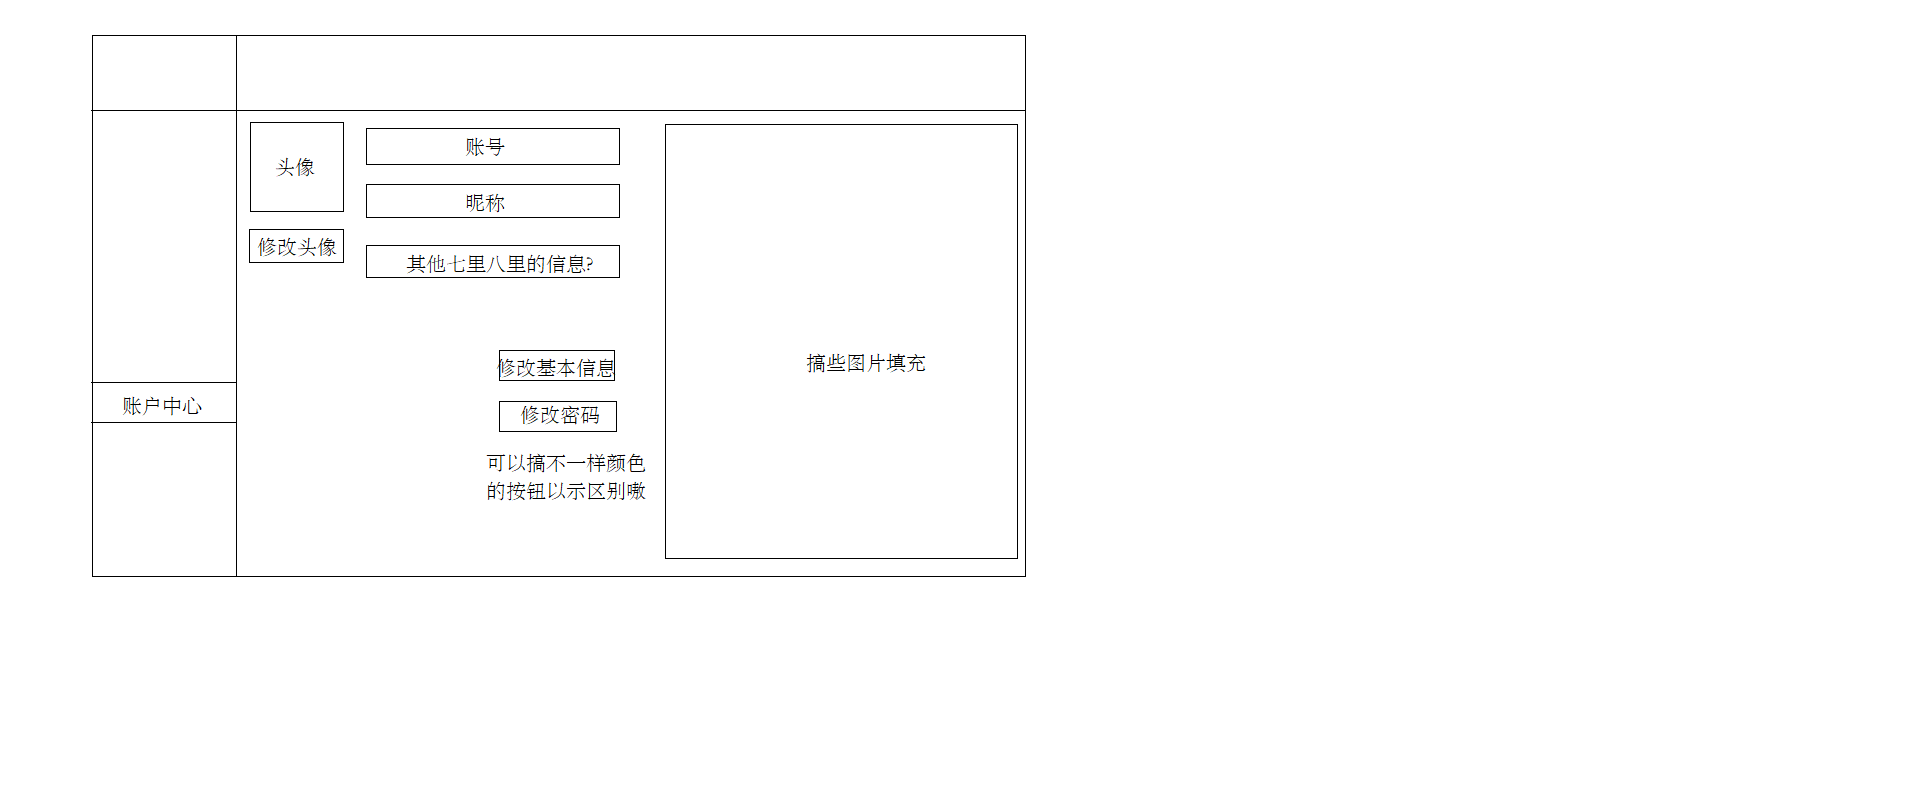 头像
账号
昵称
修改头像
其他七里八里的信息?
修改基本信息
搞些图片填充
账户中心
修改密码
可以搞不一样颜色
的按钮以示区别嗷